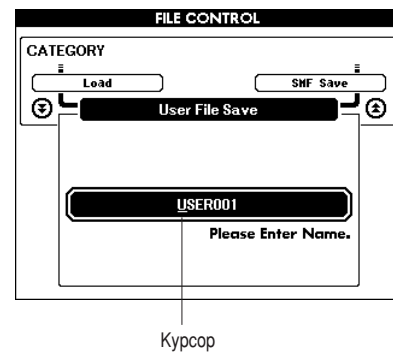 FILE CONTROL
CATEGORY
Load
SMF Save
User File Save
USER001
Please Enter Name.
Курсор